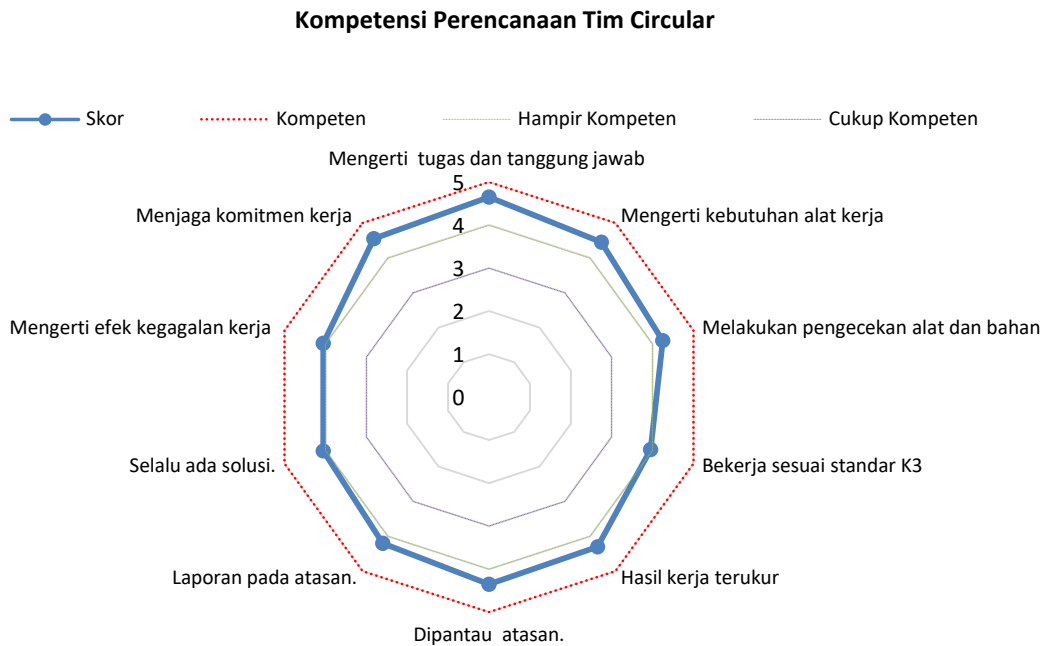 Kompetensi Perencanaan Tim Circular
Skor
Kompeten
Hampir Kompeten
Cukup Kompeten
Mengerti  tugas dan tanggung jawab
Mengerti kebutuhan alat kerja
Melakukan pengecekan alat dan bahan
Bekerja sesuai standar K3
Hasil kerja terukur
Dipantau  atasan.
Laporan pada atasan.
Selalu ada solusi.
Mengerti efek kegagalan kerja
Menjaga komitmen kerja
5
4
3
2
1
0